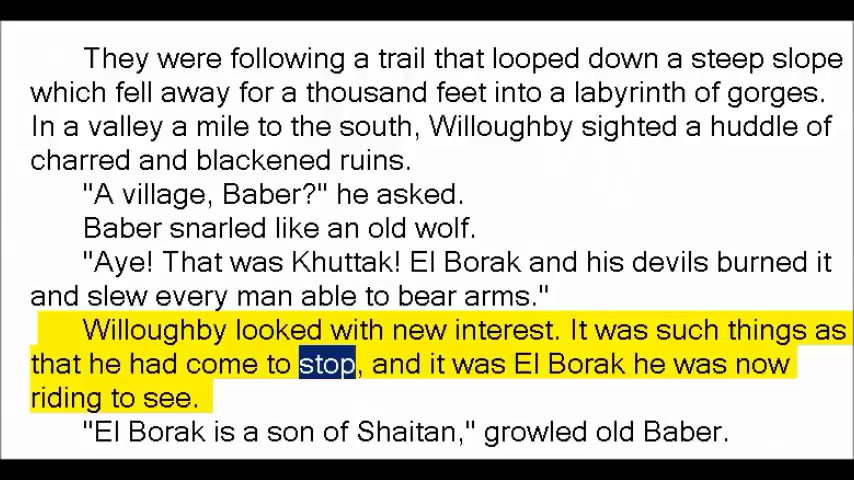 They were following a trail that looped down a steep slope
which fell away for a thousand feet into a labyrinth of gorges.
In a valley a mile to the south, Willoughby sighted a huddle of
charred and blackened ruins.
"A village, Baber?" he asked.
Baber snarled like an old wolf.
"Aye! That was Khuttak! El Borak and his devils burned it
and slew every man able to bear arms."
Willoughby looked with new interest. It was such things as
that he had come to stop, and it was El Borak he was now
riding to see.
"El Borak is a son of Shaitan," growled old Baber.